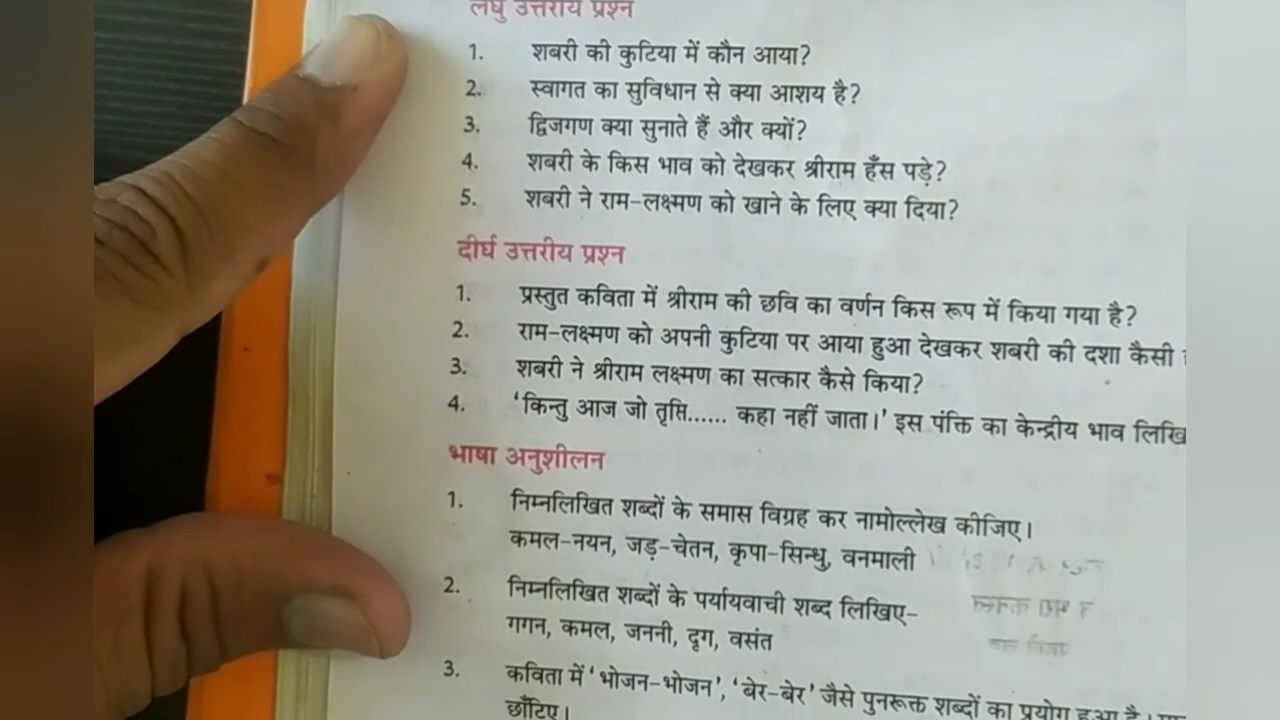 लघु उत्तरीय प्रश्न
1. शबरी की कुटिया में कौन आया?
2. स्वागत का सुविधान से क्या आशय है?
3. द्विजगण क्या सुनाते हैं और क्यों?
4. शबरी के किस भाव को देखकर श्रीराम हँस पड़े?
5. शबरी ने राम-लक्ष्मण को खाने के लिए क्या दिया?
दीर्घ उत्तरीय प्रश्न
1. प्रस्तुत कविता में श्रीराम की छवि का वर्णन किस रूप में किया गया है?
2. राम-लक्ष्मण को अपनी कुटिया पर आया हुआ देखकर शबरी की दशा कैसी
3. शबरी ने श्रीराम लक्ष्मण का सत्कार कैसे किया?
4. 'किन्तु आज जो तृप्ति...... कहा नहीं जाता।' इस पंक्ति का केन्द्रीय भाव लिखि
भाषा अनुशीलन
1. निम्नलिखित शब्दों के समास विग्रह कर नामोल्लेख कीजिए।
कमल-नयन, जड़-चेतन, कृपा-सिन्धु, वनमाली
2. निम्नलिखित शब्दों के पर्यायवाची शब्द लिखिए-
गगन, कमल, जननी, दृग, वसंत
3. कविता में 'भोजन-भोजन', 'बेर-बेर' जैसे पुनरूक्त शब्दों का प्रयोग हुआ है।
छाँटिए।